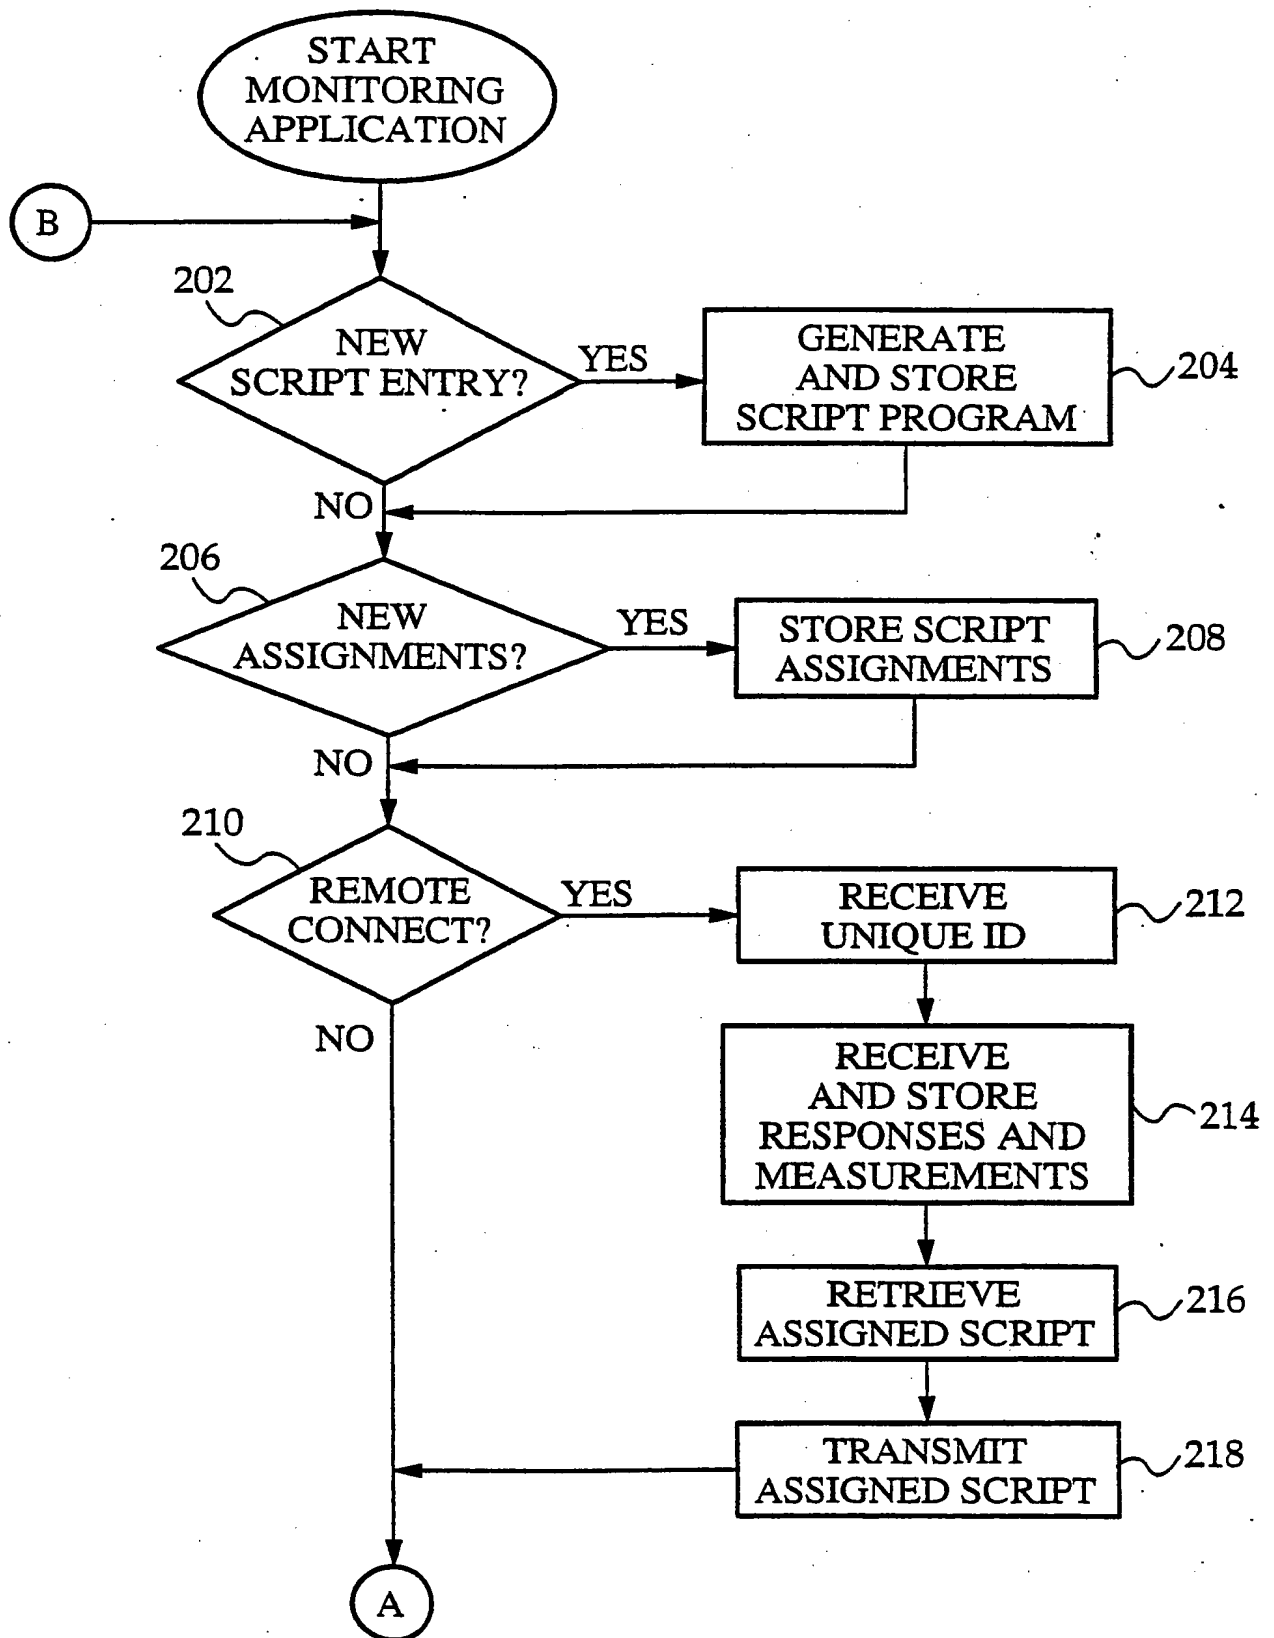 START
MONITORING
APPLICATION
B
202
NEW
SCRIPT ENTRY?
YES
GENERATE
AND STORE
SCRIPT PROGRAM
204
NO
206
NEW
ASSIGNMENTS?
YES
STORE SCRIPT
ASSIGNMENTS
208
NO
210
REMOTE
CONNECT?
YES
RECEIVE
UNIQUE ID
212
NO
RECEIVE
AND STORE
RESPONSES AND
MEASUREMENTS
214
RETRIEVE
ASSIGNED SCRIPT
216
TRANSMIT
ASSIGNED SCRIPT
218
A